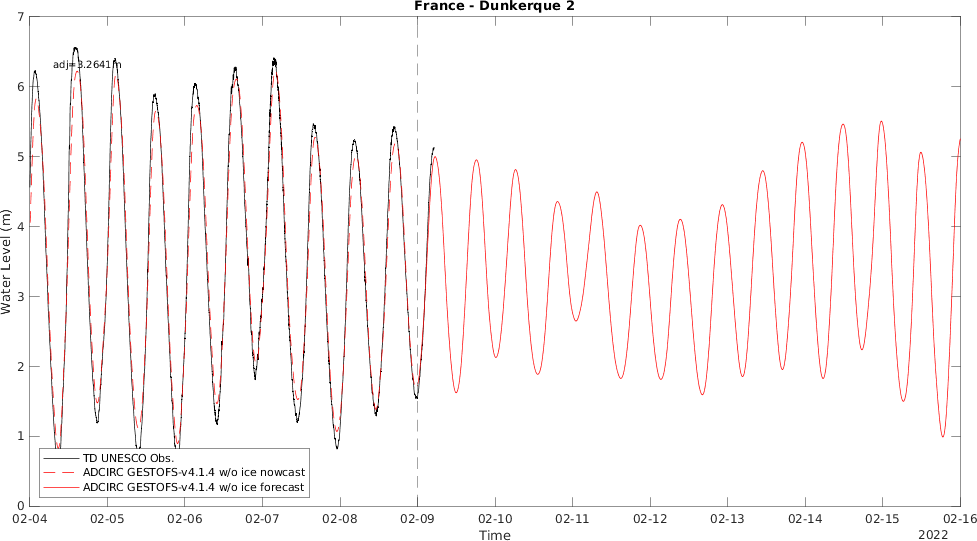 France - Dunkerque 2
7
6
5
4
3
2
1
0
Water Level (m)
adj=3.2641m
TD UNESCO Obs.
ADCIRC GESTOFS-v4.1.4 w/o ice nowcast
ADCIRC GESTOFS-v4.1.4 w/o ice forecast
02-04 02-05 02-06 02-07 02-08 02-09 02-10 02-11 02-12 02-13 02-14 02-15 02-16
Time
2022